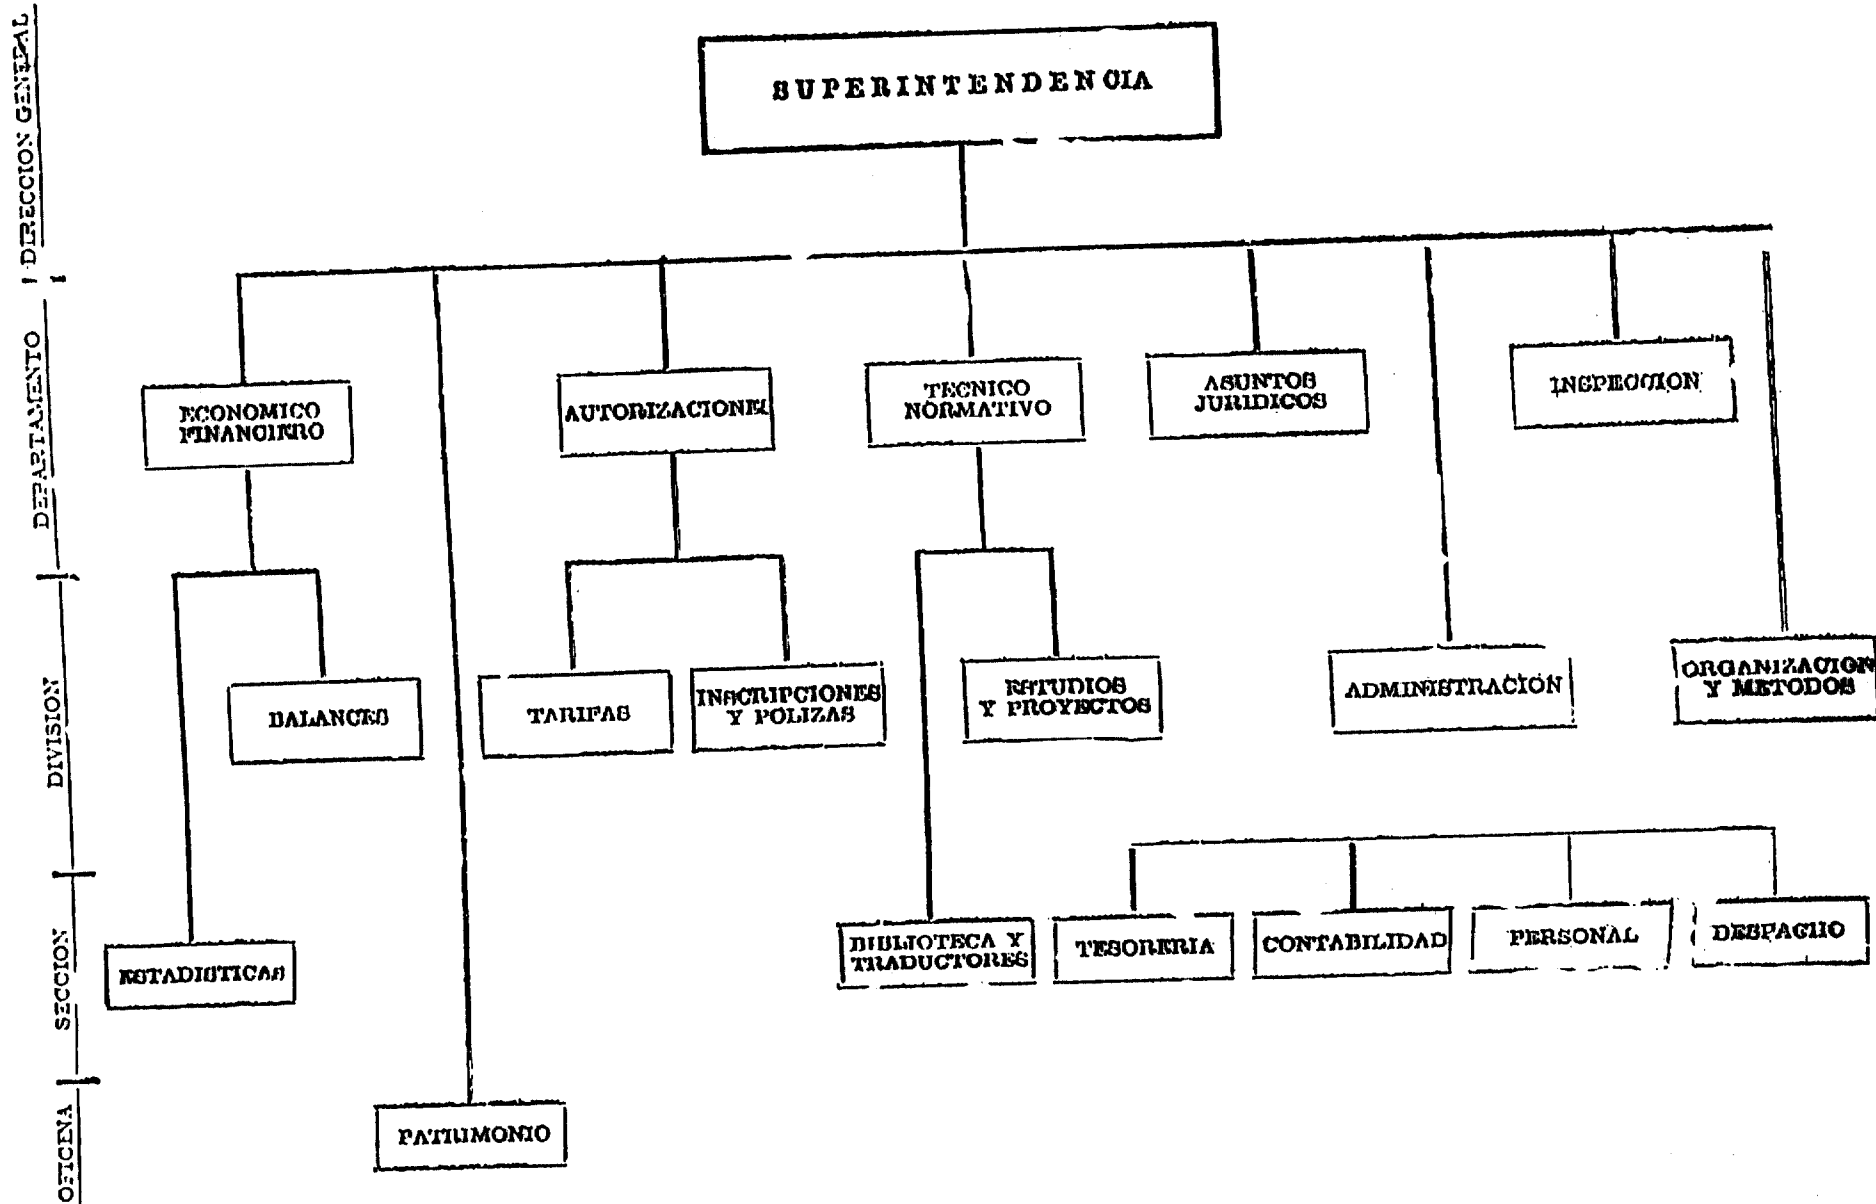 SUPERINTENDENCIA
DIRECCION GENERAL
DEPARTAMENTO
ECONOMICO
FINANCIERO
AUTORIZACIONES
TECNICO
NORMATIVO
ASUNTOS
JURIDICOS
INSPECCION
DIVISION
BALANCES
TARIFAS
INSCRIPCIONES
Y POLIZAS
ESTUDIOS
Y PROYECTOS
ADMINISTRACION
ORGANIZACION
Y METODOS
SECCION
ESTADISTICAS
BIBLIOTECA Y
TRADUCTORES
TESORERIA
CONTABILIDAD
PERSONAL
DESPACHO
OFICINA
PATRIMONIO